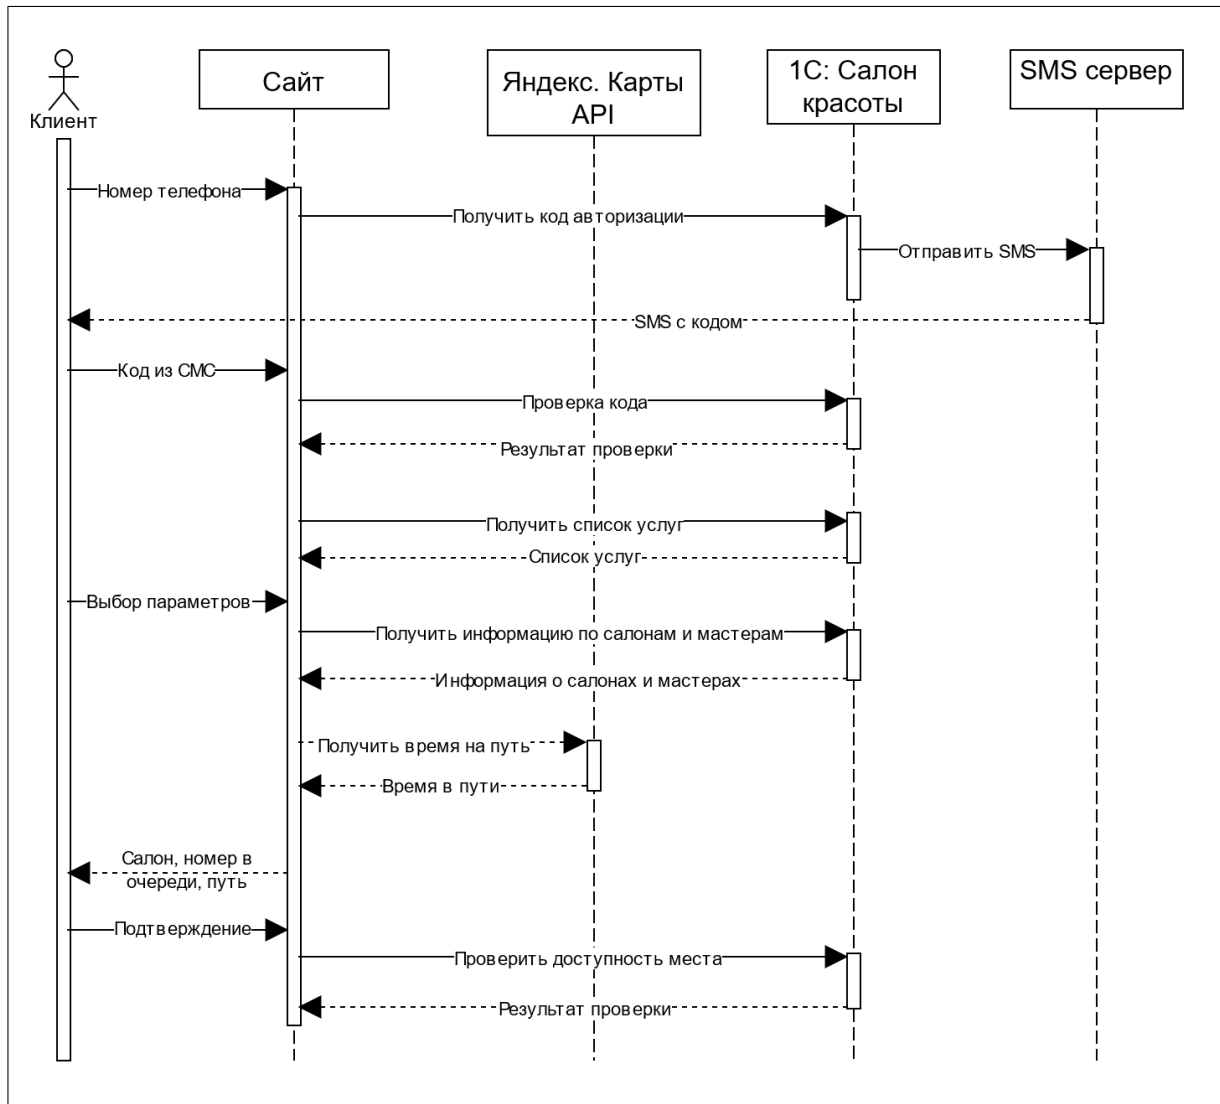 Клиент
Сайт
Яндекс. Карты
API
1С: Салон
красоты
SMS сервер
Номер телефона
Получить код авторизации
Отправить SMS
SMS с кодом
Код из СМС
Проверка кода
Результат проверки
Получить список услуг
Список услуг
Выбор параметров
Получить информацию по салонам и мастерам
Информация о салонах и мастерах
Получить время на путь
Время в пути
Салон, номер в
очереди, путь
Подтверждение
Проверить доступность места
Результат проверки